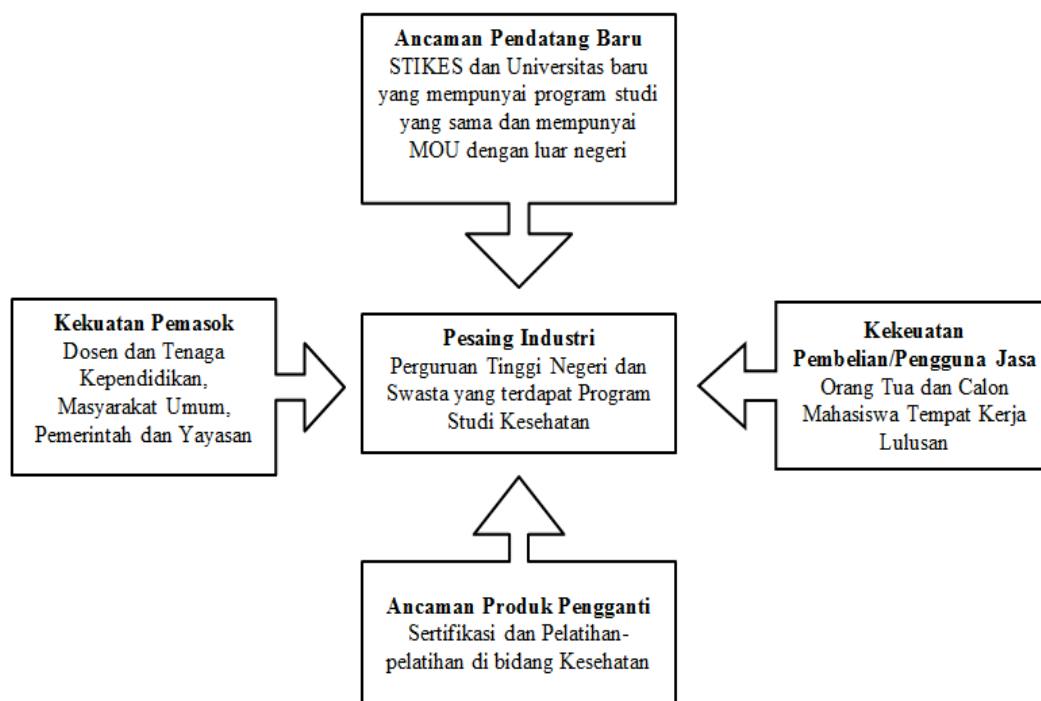 Ancaman Pendatang Baru
STIKES dan Universitas baru
yang mempunyai program studi
yang sama dan mempunyai
MOU dengan luar negeri
Kekuatan Pemasok
Dosen dan Tenaga
Kependidikan,
Masyarakat Umum,
Pemerintah dan Yayasan
Pesaing Industri
Perguruan Tinggi Negeri dan
Swasta yang terdapat Program
Studi Kesehatan
Kekeuatan
Pembelian/Pengguna Jasa
Orang Tua dan Calon
Mahasiswa Tempat Kerja
Lulusan
Ancaman Produk Pengganti
Sertifikasi dan Pelatihan-
pelatihan di bidang Kesehatan